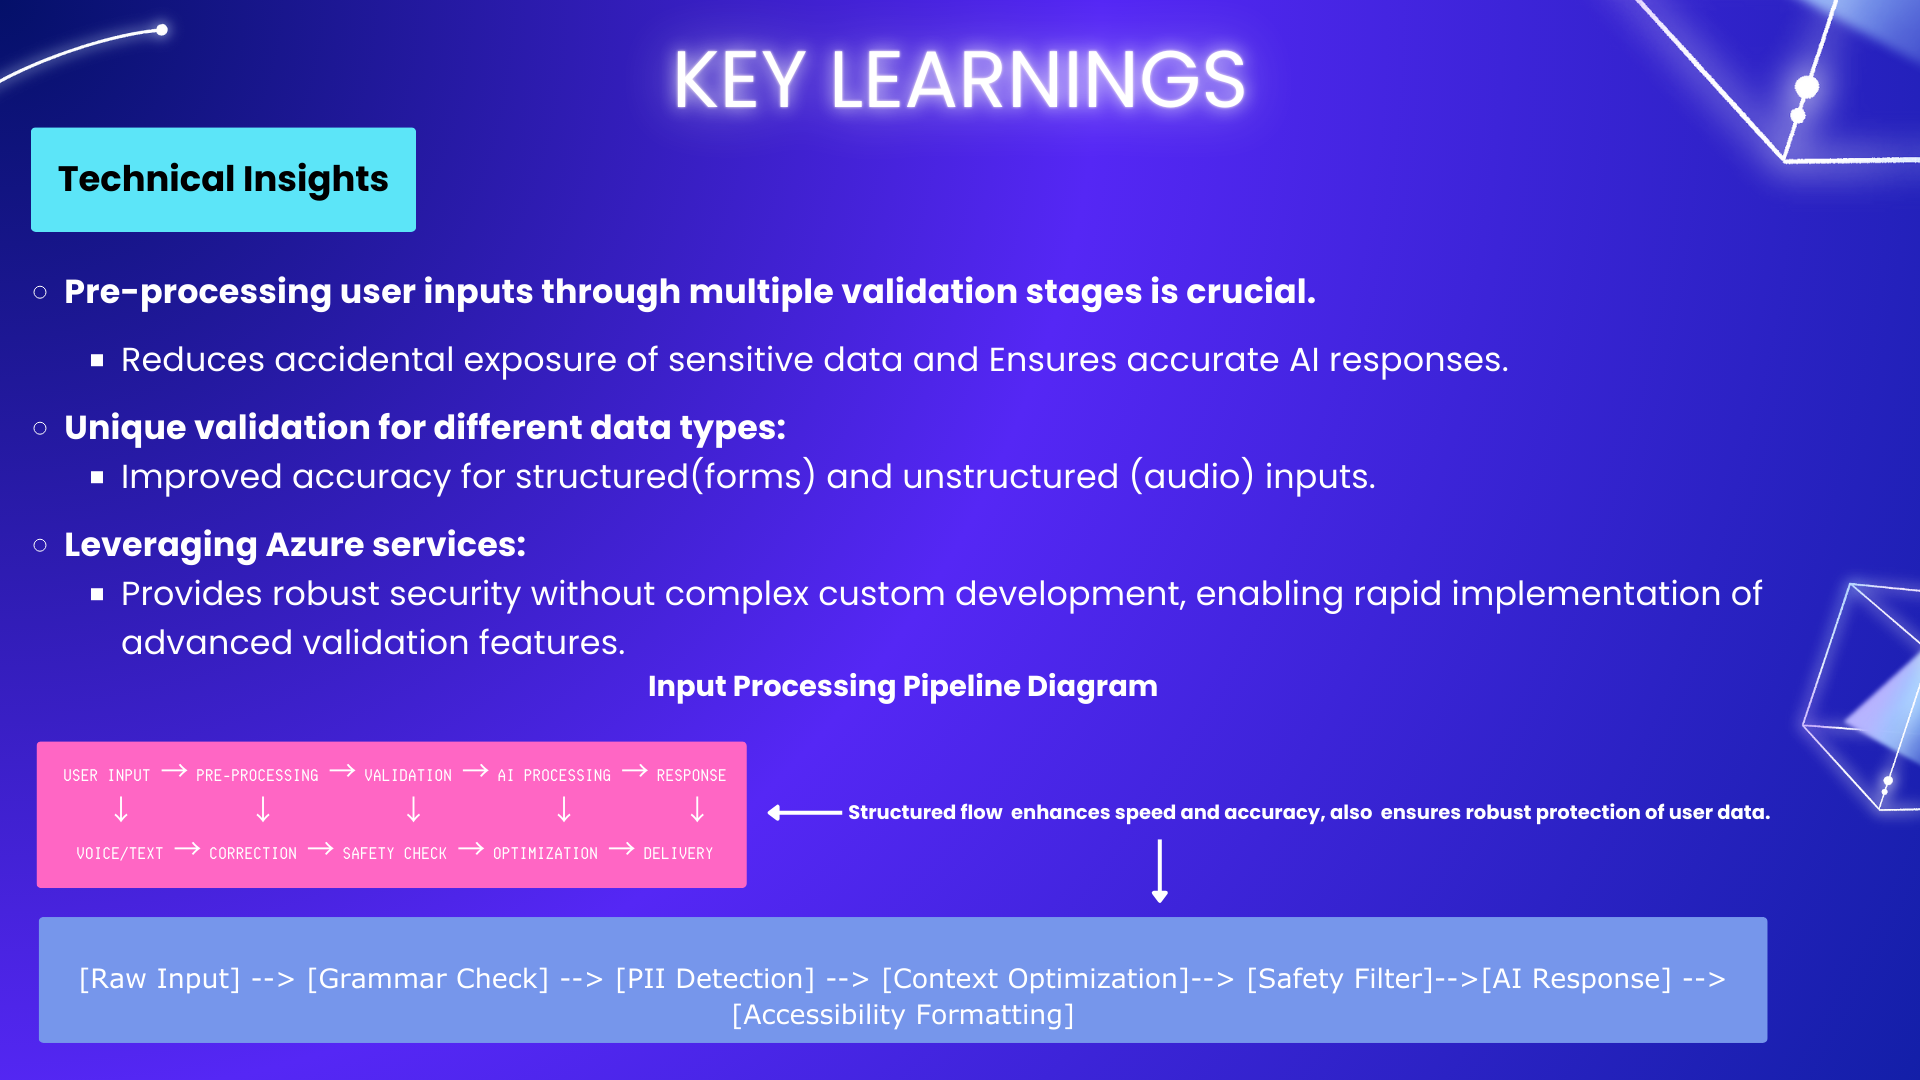 KEY LEARNINGS
Technical Insights
Pre-processing user inputs through multiple validation stages is crucial.
Reduces accidental exposure of sensitive data and Ensures accurate AI responses.
Unique validation for different data types:
Improved accuracy for structured(forms) and unstructured (audio) inputs.
Leveraging Azure services:
Provides robust security without complex custom development, enabling rapid implementation of
advanced validation features.
Input Processing Pipeline Diagram
USER INPUT → PRE-PROCESSING → VALIDATION → AI PROCESSING → RESPONSE
↓ ↓ ↓ ↓ ↓
VOICE/TEXT → CORRECTION → SAFETY CHECK → OPTIMIZATION → DELIVERY
Structured flow enhances speed and accuracy, also ensures robust protection of user data.
[Raw Input] --> [Grammar Check] --> [PII Detection] --> [Context Optimization]--> [Safety Filter]-->[AI Response] -->
[Accessibility Formatting]